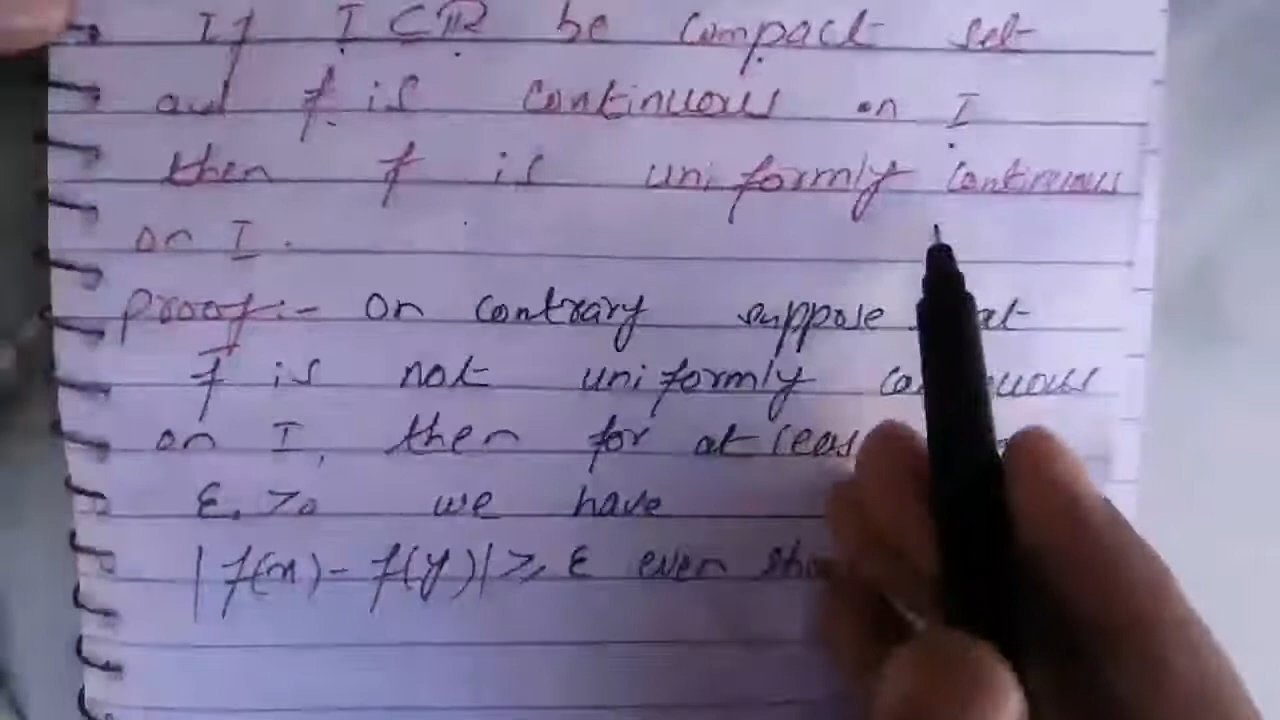 If I ⊂ ℝ be compact set
and f is continuous on I
then f is uniformly continuous
on I.
proof:- on contrary suppose
f is not uniformly
on I, then for at
ε. >0 we have
|f(x) - f(y)| ≥ ε even